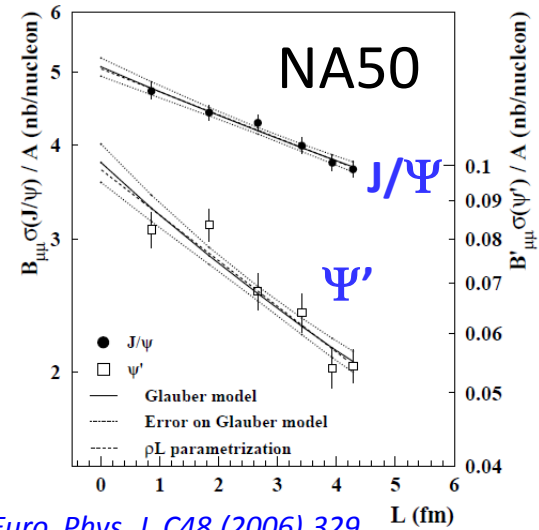 NA50
J/Ψ
Ψ’
B_μμ σ(J/ψ) / A (nb/nucleon)
6
5
4
3
2
B'_μμ σ(ψ') / A (nb/nucleon)
0.1
0.09
0.08
0.07
0.06
0.05
0.04
J/ψ
ψ'
Glauber model
Error on Glauber model
ρL parametrization
0 1 2 3 4 5 6
L (fm)
Euro. Phys. J. C48 (2006) 329